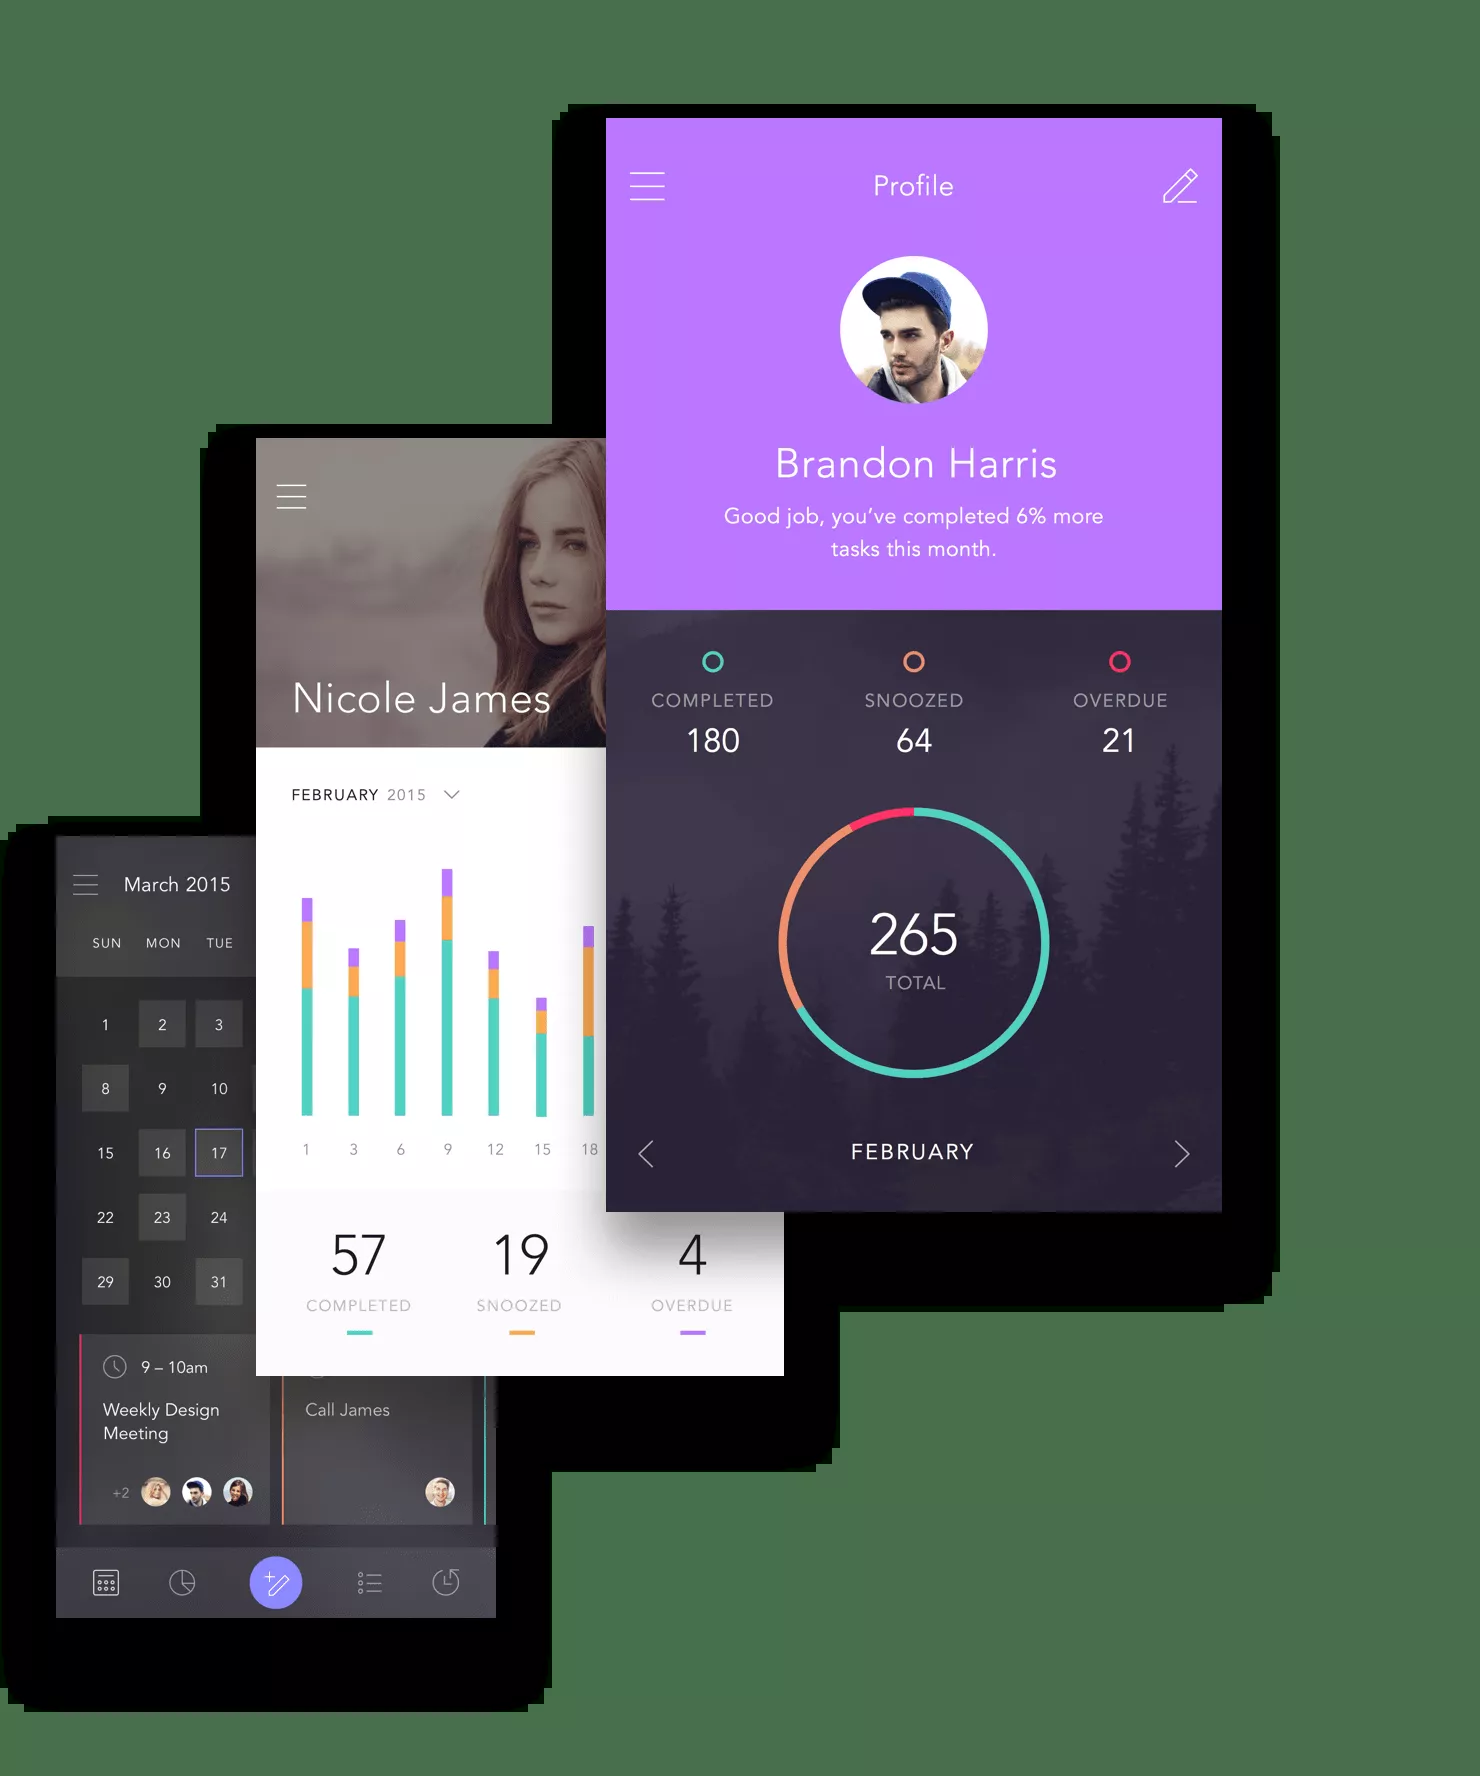 Profile
Brandon Harris
Good job, you’ve completed 6% more
tasks this month.
COMPLETED SNOOZED OVERDUE
180 64 21
265
TOTAL
FEBRUARY
Nicole James
FEBRUARY 2015
1 3 6 9 12 15 18
57 19 4
COMPLETED SNOOZED OVERDUE
March 2015
SUN MON TUE
1 2 3
8 9 10
15 16 17
22 23 24
29 30 31
9 – 10am
Weekly Design
Meeting
+2
Call James